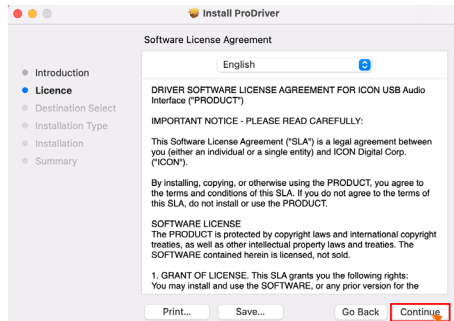 Install ProDriver
Software License Agreement
English
Introduction
Licence
Destination Select
Installation Type
Installation
Summary
DRIVER SOFTWARE LICENSE AGREEMENT FOR ICON USB Audio
Interface ("PRODUCT")
IMPORTANT NOTICE - PLEASE READ CAREFULLY:
This Software License Agreement ("SLA") is a legal agreement between
you (either an individual or a single entity) and ICON Digital Corp.
("ICON").
By installing, copying, or otherwise using the PRODUCT, you agree to
the terms and conditions of this SLA. If you do not agree to the terms of
this SLA, do not install or use the PRODUCT.
SOFTWARE LICENSE
The PRODUCT is protected by copyright laws and international copyright
treaties, as well as other intellectual property laws and treaties. The
SOFTWARE contained herein is licensed, not sold.
1. GRANT OF LICENSE. This SLA grants you the following rights:
You may install and use the SOFTWARE, or any prior version for the
Print... Save... Go Back Continue